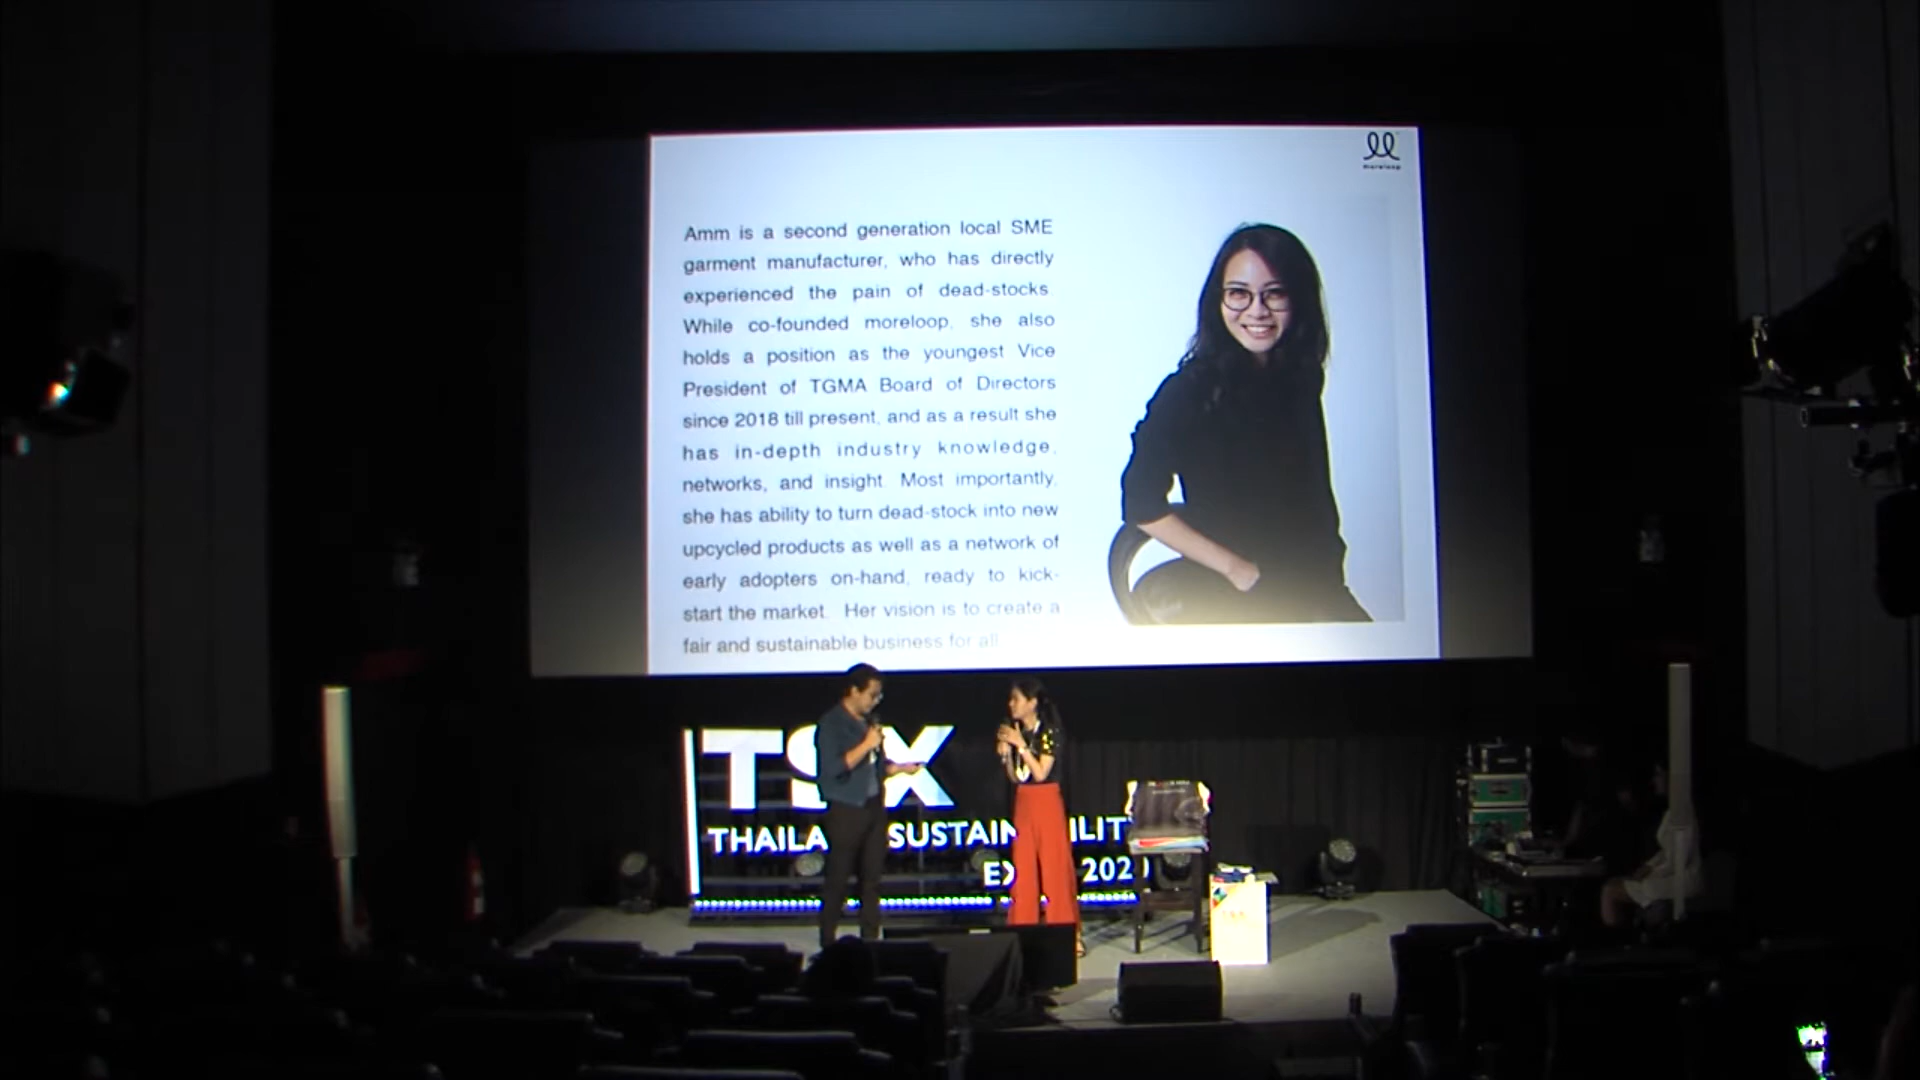 moreloop
Amm is a second generation local SME
garment manufacturer, who has directly
experienced the pain of dead-stocks.
While co-founded moreloop, she also
holds a position as the youngest Vice
President of TGMA Board of Directors
since 2018 till present, and as a result she
has in-depth industry knowledge,
networks, and insight. Most importantly,
she has ability to turn dead-stock into new
upcycled products as well as a network of
early adopters on-hand, ready to kick-
start the market. Her vision is to create a
fair and sustainable business for all
TSX
THAILA SUSTAIN ILIT
EX 2020